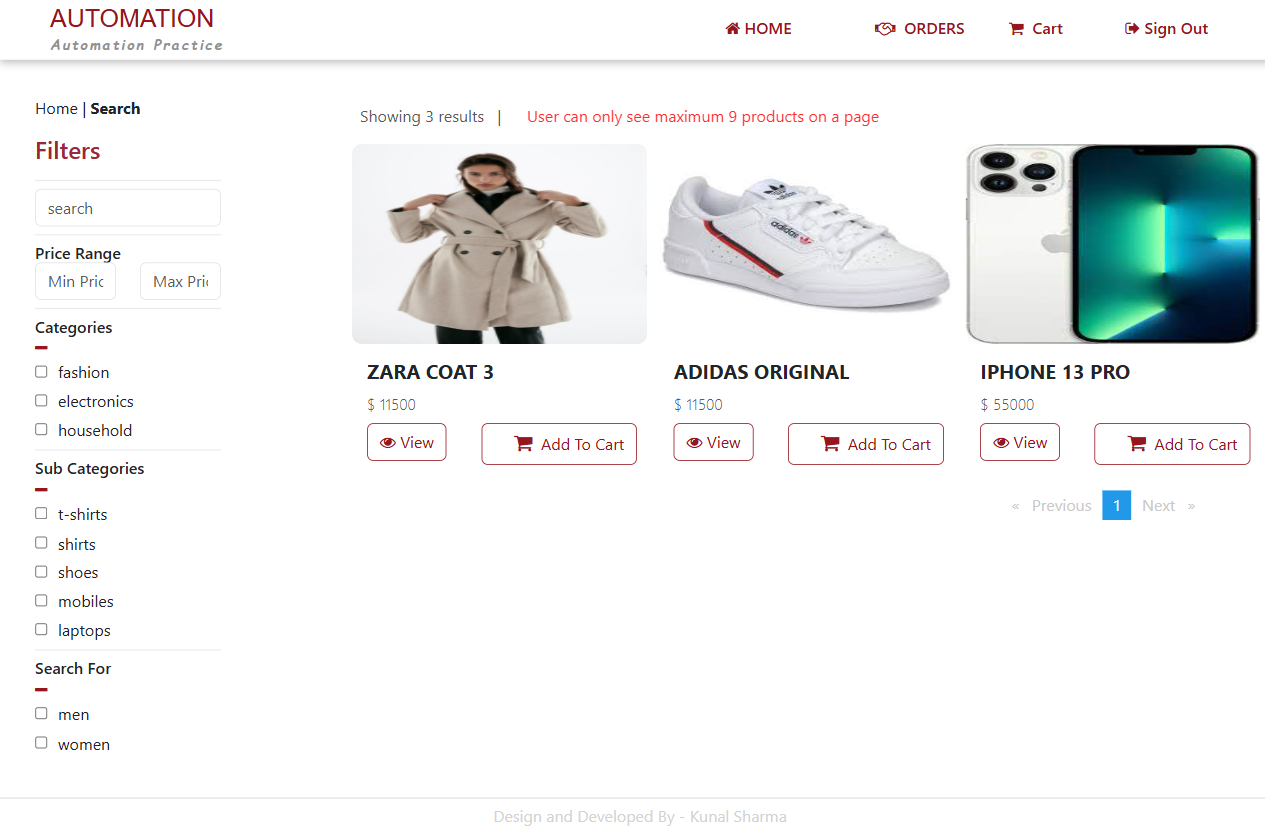 AUTOMATION
Automation Practice
HOME
ORDERS
Cart
Sign Out
Home | Search
Filters
search
Price Range
Min Pric
Max Pric
Categories
fashion
electronics
household
Sub Categories
t-shirts
shirts
shoes
mobiles
laptops
Search For
men
women
Showing 3 results |
User can only see maximum 9 products on a page
adidas
adidas
ZARA COAT 3
$ 11500
View
Add To Cart
ADIDAS ORIGINAL
$ 11500
View
Add To Cart
IPHONE 13 PRO
$ 55000
View
Add To Cart
« Previous 1 Next »
Design and Developed By - Kunal Sharma